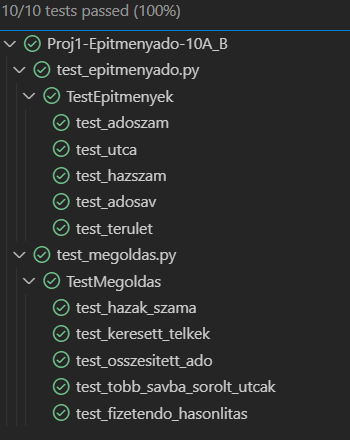 10/10 tests passed (100%)
Proj1-Epitmenyado-10A_B
test_epitmenyado.py
TestEpitmenyek
test_adoszam
test_utca
test_hazszam
test_adosav
test_terulet
test_megoldas.py
TestMegoldas
test_hazak_szama
test_keresett_telkek
test_osszesitett_ado
test_tobb_savba_sorolt_utcak
test_fizetendo_hasonlitas